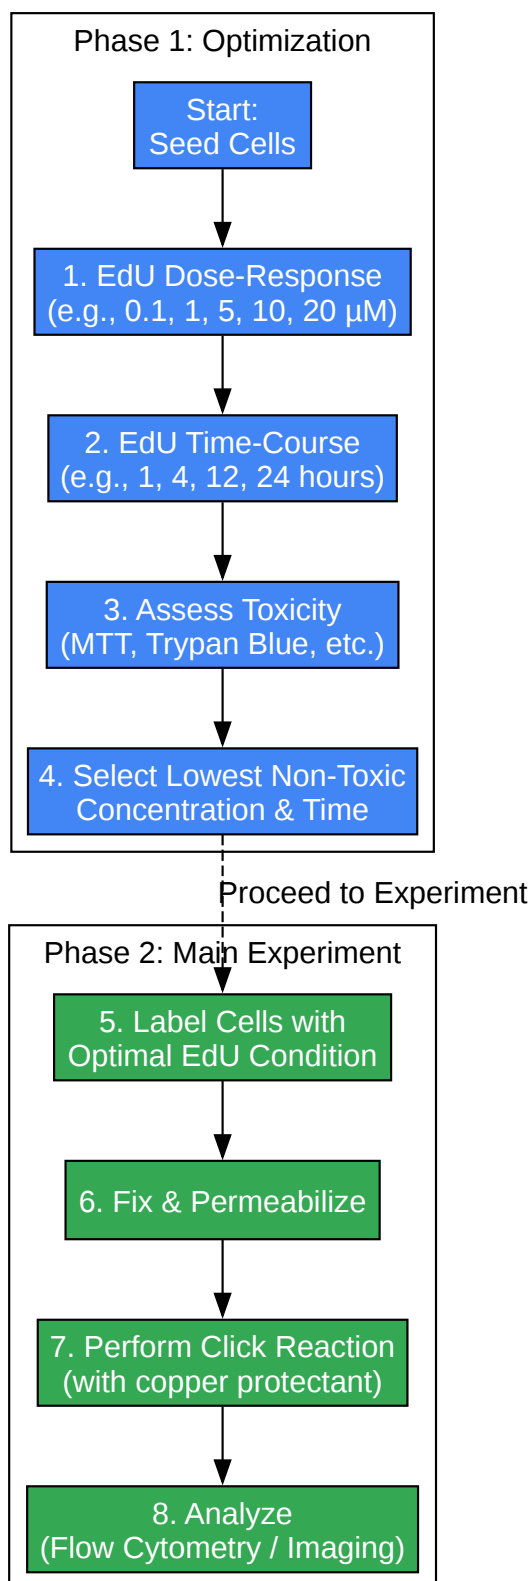 Phase 1: Optimization
Start:
Seed Cells
1. EdU Dose-Response
(e.g., 0.1, 1, 5, 10, 20 µM)
2. EdU Time-Course
(e.g., 1, 4, 12, 24 hours)
3. Assess Toxicity
(MTT, Trypan Blue, etc.)
4. Select Lowest Non-Toxic
Concentration & Time
Proceed to Experiment
Phase 2: Main Experiment
5. Label Cells with
Optimal EdU Condition
6. Fix & Permeabilize
7. Perform Click Reaction
(with copper protectant)
8. Analyze
(Flow Cytometry / Imaging)